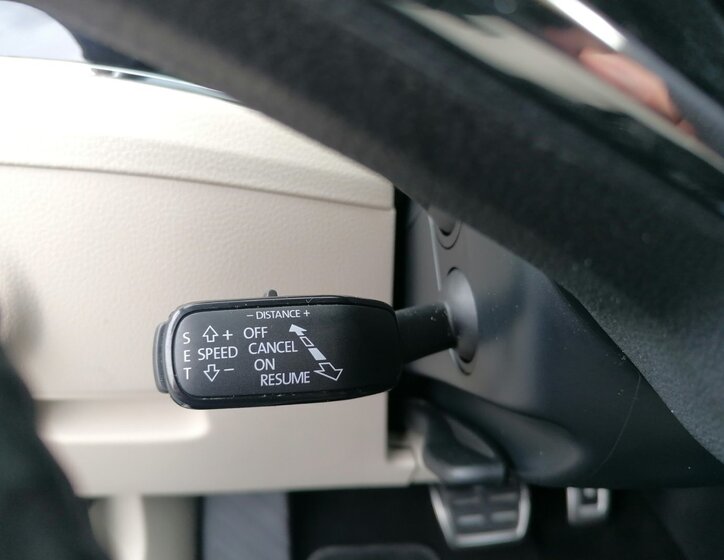 - DISTANCE +
S E T
+ OFF
SPEED CANCEL
- ON
RESUME